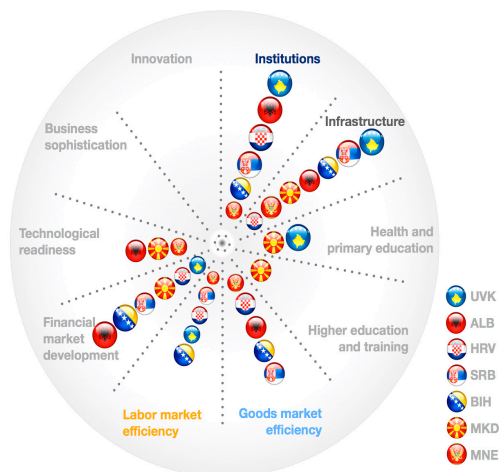 Innovation
Institutions
Business
sophistication
Infrastructure
Technological
readiness
Health and
primary education
Financial
market
development
Higher education
and training
Labor market
efficiency
Goods market
efficiency
UVK
ALB
HRV
SRB
BIH
MKD
MNE